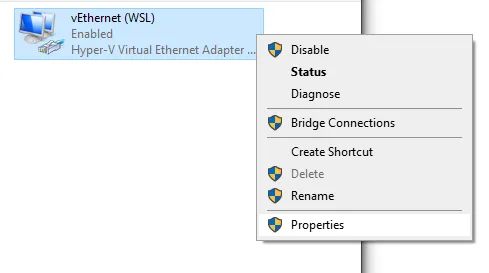 vEthernet (WSL)
Enabled
Hyper-V Virtual Ethernet Adapter ...
Disable
Status
Diagnose
Bridge Connections
Create Shortcut
Delete
Rename
Properties